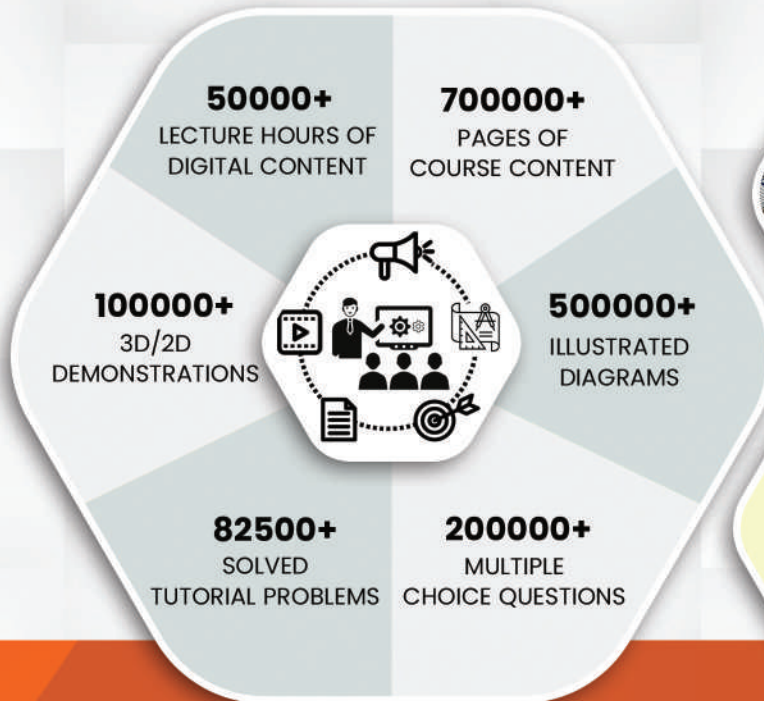 50000+
LECTURE HOURS OF
DIGITAL CONTENT
700000+
PAGES OF
COURSE CONTENT
100000+
3D/2D
DEMONSTRATIONS
500000+
ILLUSTRATED
DIAGRAMS
82500+
SOLVED
TUTORIAL PROBLEMS
200000+
MULTIPLE
CHOICE QUESTIONS